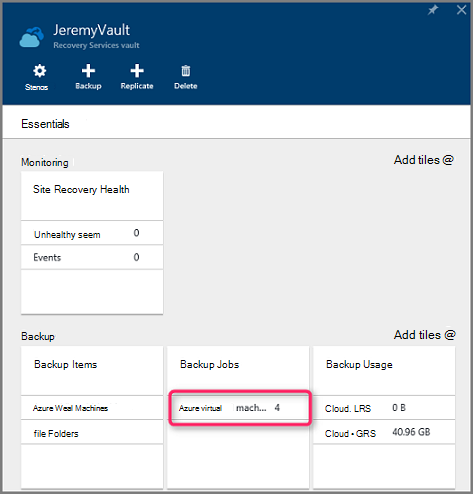 JeremyVault
Recovery Services vault
Stenos Backup Replicate Delete
Essentials
Monitoring Add tiles @
Site Recovery Health
Unhealthy seem 0
Events 0
Backup Add tiles @
Backup Items Backup Jobs Backup Usage
Azure Weal Machines Azure virtual mach... 4 Cloud. LRS 0 B
file Folders Cloud • GRS 40.96 GB